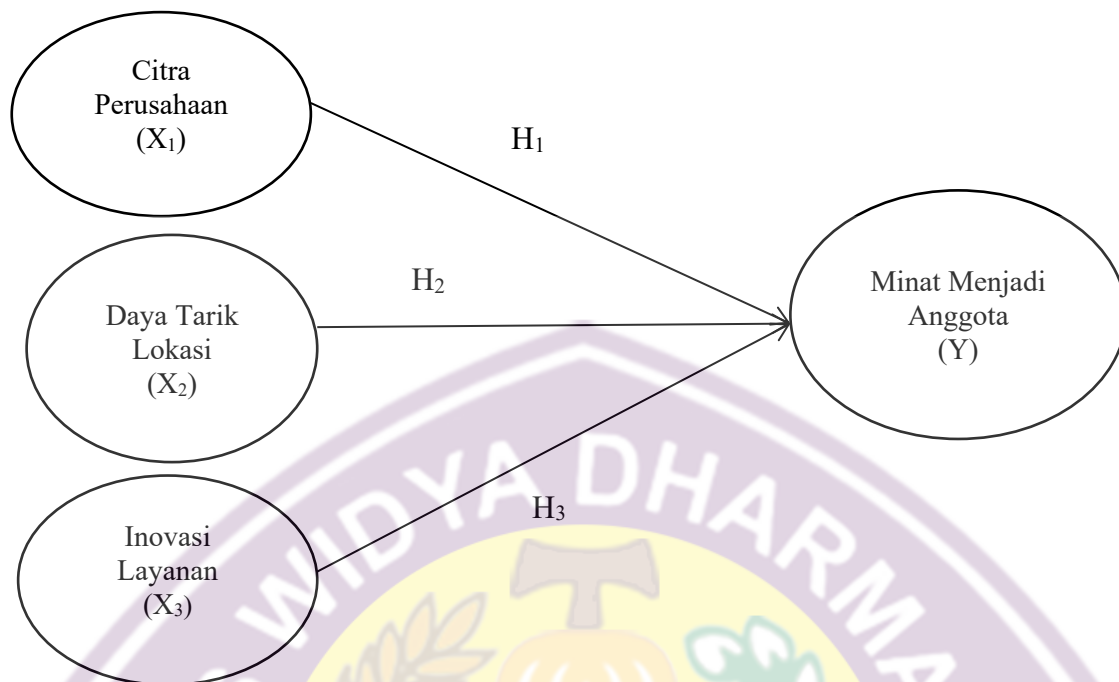 Citra
Perusahaan
(X₁)
H₁
Daya Tarik
Lokasi
(X₂)
H₂
Minat Menjadi
Anggota
(Y)
Inovasi
Layanan
(X₃)
H₃
WIDYA DHARMA